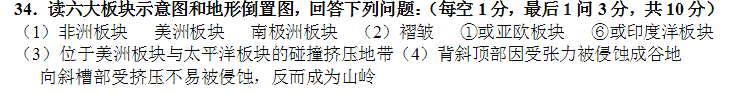 34．读六大板块示意图和地形倒置图，回答下列问题：（每空1分，最后1问3分，共10分）
（1）非洲板块　美洲板块　南极洲板块　（2）褶皱　①或亚欧板块　⑥或印度洋板块
（3）位于美洲板块与太平洋板块的碰撞挤压地带（4）背斜顶部因受张力被侵蚀成谷地
向斜槽部受挤压不易被侵蚀，反而成为山岭